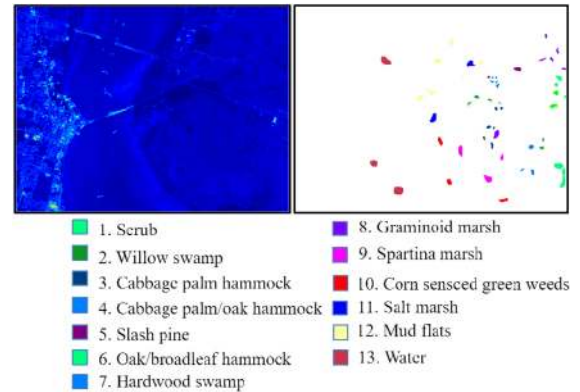 1. Scrub
2. Willow swamp
3. Cabbage palm hammock
4. Cabbage palm/oak hammock
5. Slash pine
6. Oak/broadleaf hammock
7. Hardwood swamp
8. Graminoid marsh
9. Spartina marsh
10. Corn sensced green weeds
11. Salt marsh
12. Mud flats
13. Water